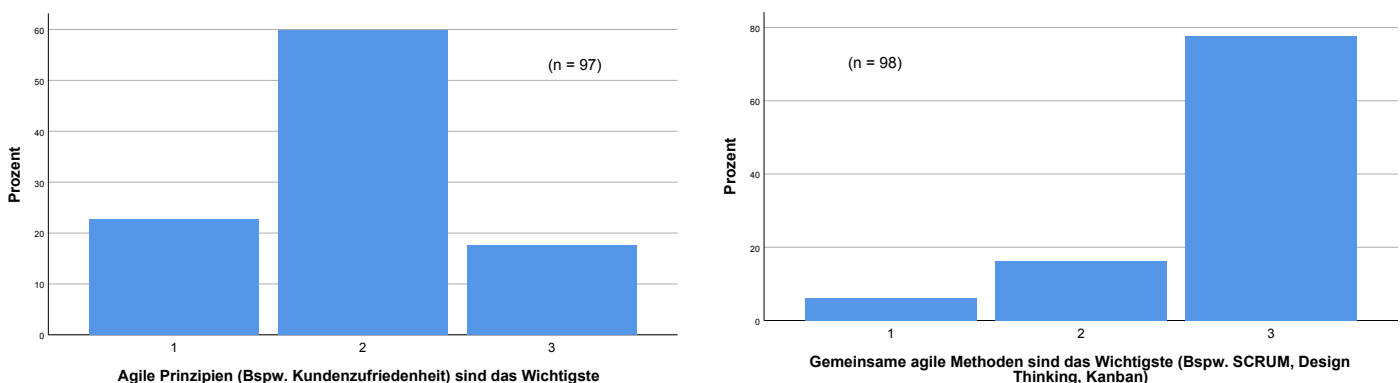 60
50
40
30
20
10
0
Prozent
(n = 97)
1 2 3
Agile Prinzipien (Bspw. Kundenzufriedenheit) sind das Wichtigste
80
60
40
20
0
Prozent
(n = 98)
1 2 3
Gemeinsame agile Methoden sind das Wichtigste (Bspw. SCRUM, Design
Thinking, Kanban)